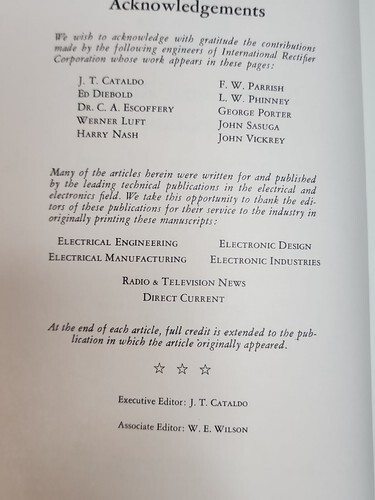 Acknowledgements
We wish to acknowledge with gratitude the contributions
made by the following engineers of International Rectifier
Corporation whose work appears in these pages:
J. T. CATALDO
ED DIEBOLD
DR. C. A. ESCOFFERY
WERNER LUFT
HARRY NASH
F. W. PARRISH
L. W. PHINNEY
GEORGE PORTER
JOHN SASUGA
JOHN VICKREY
Many of the articles herein were written for and published
by the leading technical publications in the electrical and
electronics field. We take this opportunity to thank the edi-
tors of these publications for their service to the industry in
originally printing these manuscripts:
ELECTRICAL ENGINEERING ELECTRONIC DESIGN
ELECTRICAL MANUFACTURING ELECTRONIC INDUSTRIES
RADIO & TELEVISION NEWS
DIRECT CURRENT
At the end of each article, full credit is extended to the pub-
lication in which the article originally appeared.
☆ ☆ ☆
Executive Editor: J. T. CATALDO
Associate Editor: W. E. WILSON